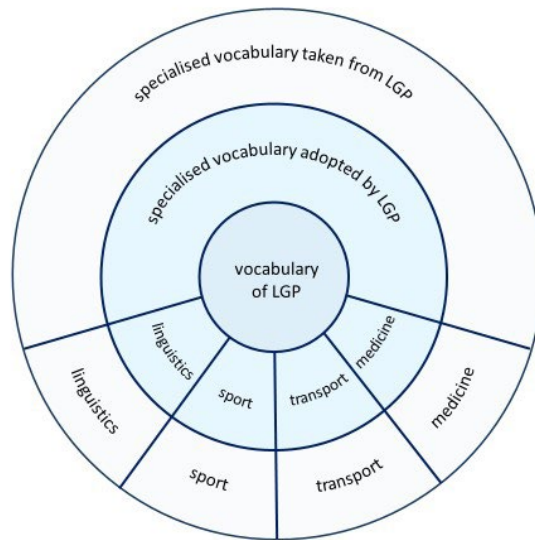 specialised vocabulary taken from LGP
specialised vocabulary adopted by LGP
vocabulary
of LGP
linguistics
sport
transport
medicine
linguistics
sport
transport
medicine